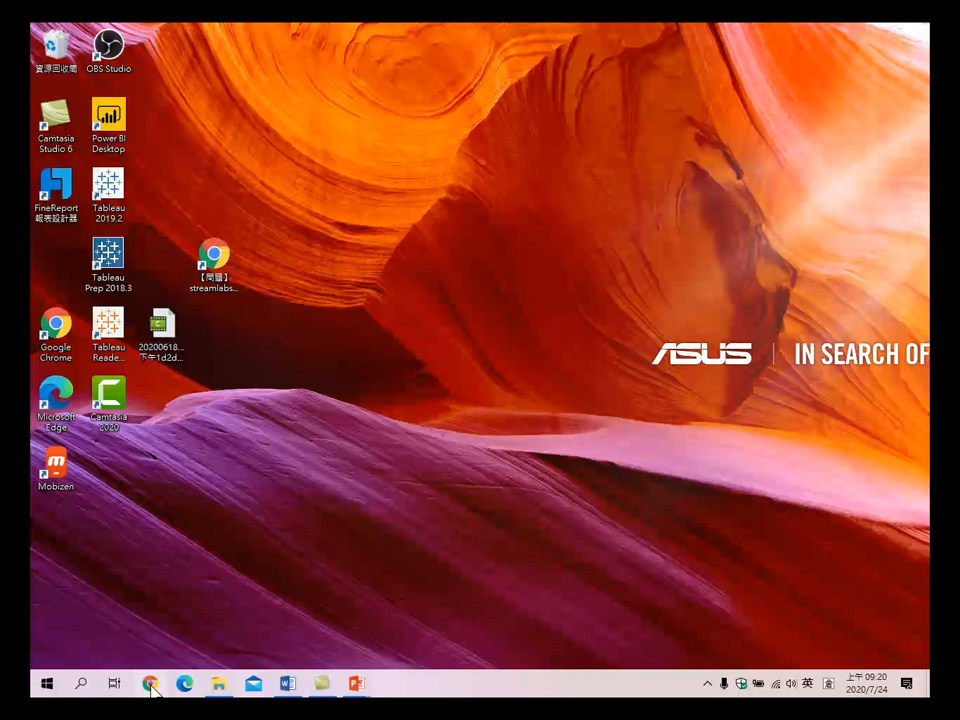 資源回收筒
OBS Studio
Camtasia
Studio 6
Power BI
Desktop
FineReport
報表設計器
Tableau
2019.2
Tableau
Prep 2018.3
【問題】
streamlabs...
Google
Chrome
Tableau
Reade...
20200618...
下午1d2d...
Microsoft
Edge
Camtasia
2020
Mobizen
ASUS
IN SEARCH OF
英
上午 09:20
2020/7/24